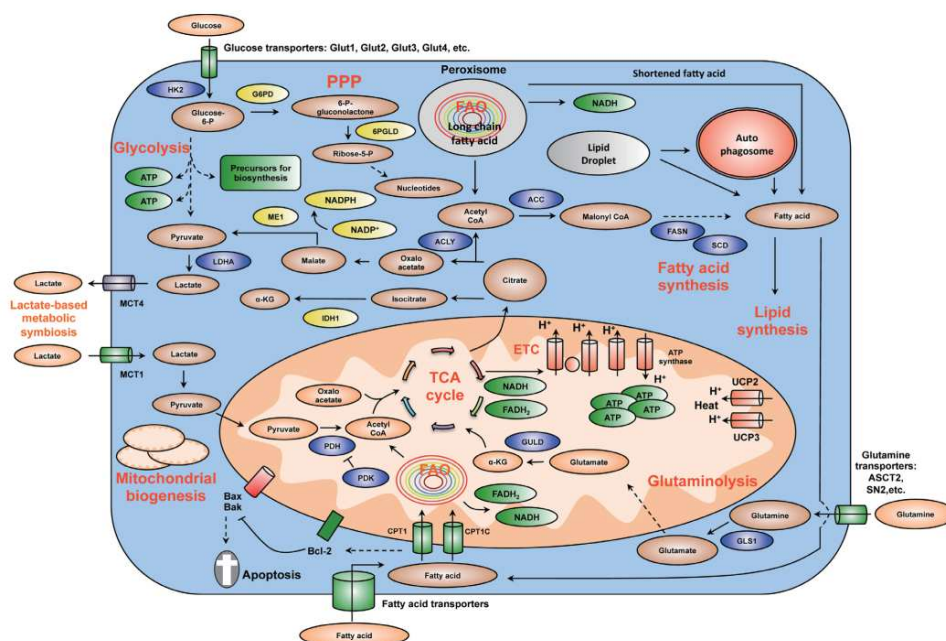 Glucose
Glucose transporters: Glut1, Glut2, Glut3, Glut4, etc.
HK2
G6PD
PPP
Peroxisome
Shortened fatty acid
Glucose-
6-P
6-P-
gluconolactone
FAO
Long chain
fatty acid
NADH
6PGLD
Auto
phagosome
Glycolysis
Ribose-5-P
Lipid
Droplet
ATP
Precursors for
biosynthesis
Nucleotides
ATP
NADPH
ME1
Acetyl
CoA
ACC
Malonyl CoA
Fatty acid
Pyruvate
NADP+
ACLY
FASN
SCD
LDHA
Malate
Oxalo
acetate
Fatty acid
synthesis
Lactate
MCT4
Lactate
α-KG
Isocitrate
Citrate
Lipid
synthesis
Lactate-based
metabolic
symbiosis
IDH1
H+
H+
H+
Lactate
MCT1
Lactate
ETC
ATP
synthase
TCA
cycle
NADH
H+
UCP2
H+
Heat
H+
UCP3
Oxalo
acetate
FADH2
ATP
ATP
ATP
ATP
Pyruvate
Pyruvate
Acetyl
CoA
PDH
GULD
PDK
FAO
α-KG
Glutamate
Mitochondrial
biogenesis
Glutaminolysis
Glutamine
transporters:
ASCT2,
SN2,etc.
FADH2
NADH
Bax
Bak
CPT1
CPT1C
Glutamine
Glutamine
GLS1
Bcl-2
Glutamate
Apoptosis
Fatty acid
Fatty acid transporters
Fatty acid